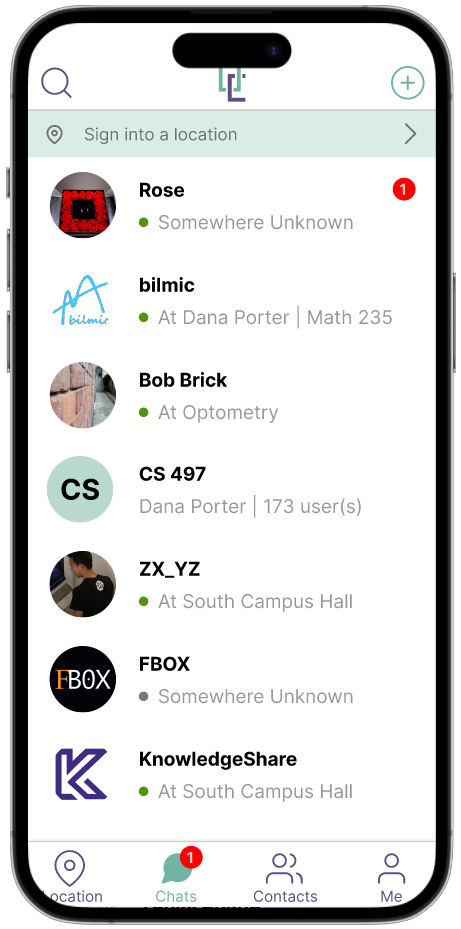 Sign into a location
Rose
1
Somewhere Unknown
bilmic
bilmic
At Dana Porter | Math 235
Bob Brick
At Optometry
CS
CS 497
Dana Porter | 173 user(s)
ZX_YZ
At South Campus Hall
FBOX
FBOX
Somewhere Unknown
KnowledgeShare
At South Campus Hall
1
Location
Chats
Contacts
Me